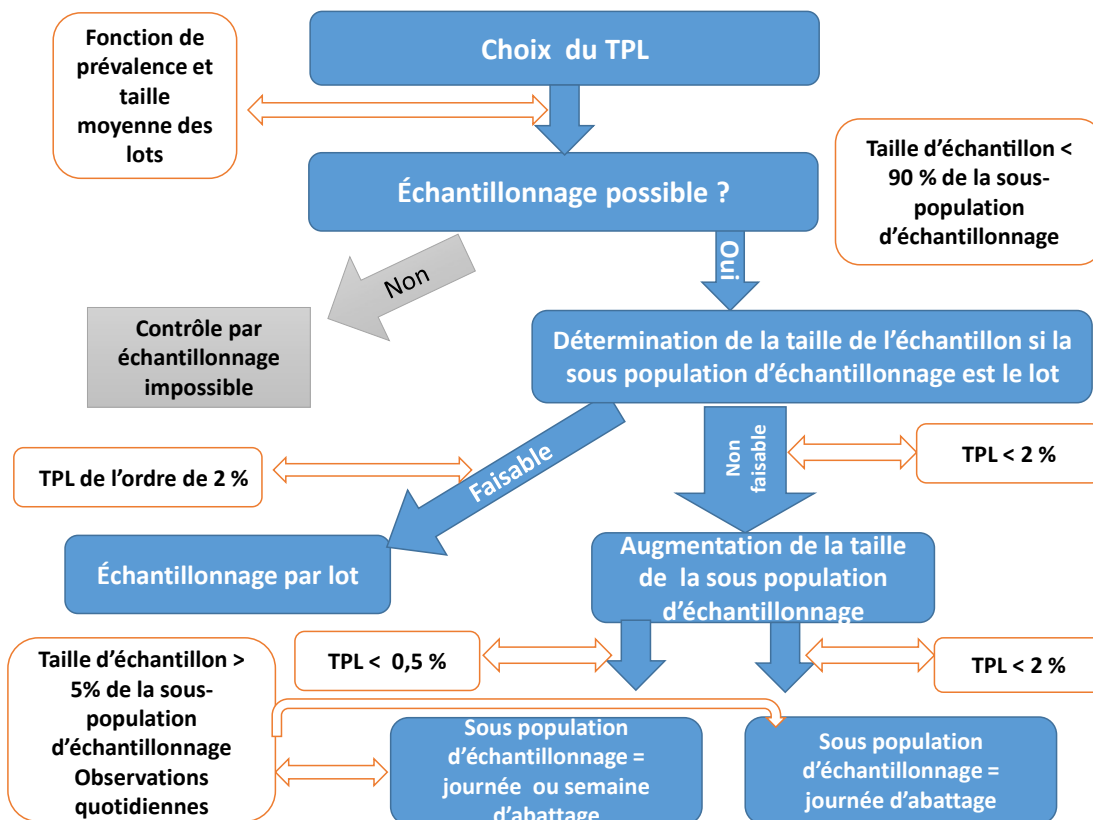 Choix du TPL
Fonction de
prévalence et
taille
moyenne des
lots
Échantillonnage possible ?
Taille d'échantillon <
90 % de la sous-
population
d'échantillonnage
Non
Oui
Contrôle par
échantillonnage
impossible
Détermination de la taille de l'échantillon si la
sous population d'échantillonnage est le lot
TPL de l'ordre de 2 %
Faisable
Non
faisable
TPL < 2 %
Échantillonnage par lot
Augmentation de la taille
de la sous population
d'échantillonnage
Taille d'échantillon >
5% de la sous-
population
d'échantillonnage
Observations
quotidiennes
TPL < 0,5 %
TPL < 2 %
Sous population
d'échantillonnage =
journée ou semaine
d'abattage
Sous population
d'échantillonnage =
journée d'abattage